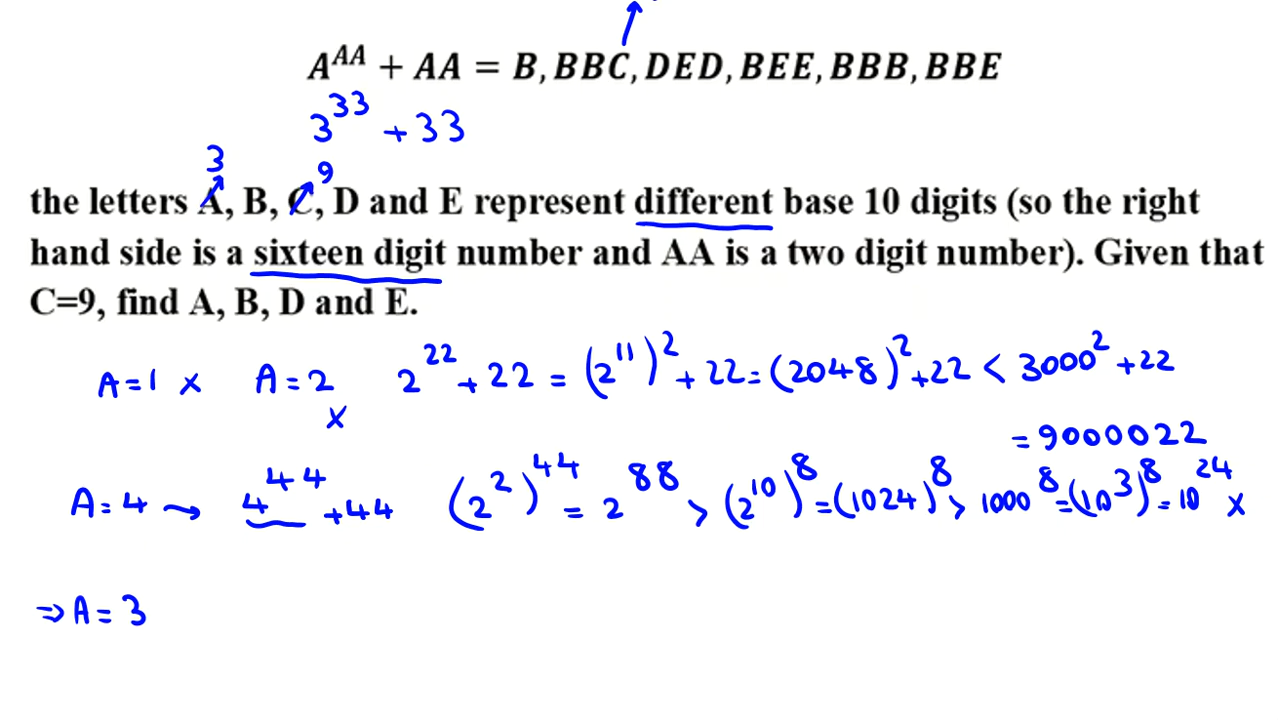 A^{AA} + AA = B,BBC,DED,BEE,BBB,BBE
3^{33} + 33
3 9
the letters A, B, C, D and E represent different base 10 digits (so the right
hand side is a sixteen digit number and AA is a two digit number). Given that
C=9, find A, B, D and E.
A=1 x A=2 2^{22} + 22 = (2^{11})^2 + 22 = (2048)^2 + 22 < 3000^2 + 22
x
= 9000022
A=4 → 4^{44} + 44 (2^2)^{44} = 2^{88} > (2^{10})^8 = (1024)^8 > 1000^8 = (10^3)^8 = 10^{24} x
⇒ A = 3